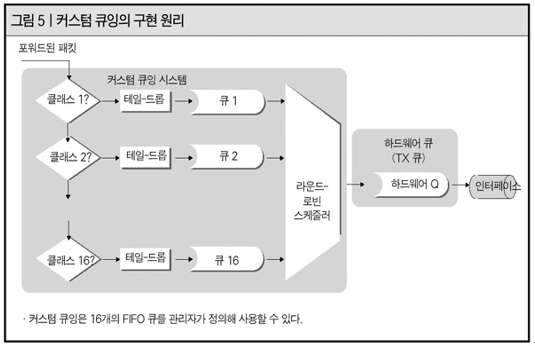 그림 5 | 커스텀 큐잉의 구현 원리
포워드된 패킷
커스텀 큐잉 시스템
클래스 1?
테일-드롭
큐 1
클래스 2?
테일-드롭
큐 2
클래스 16?
테일-드롭
큐 16
라운드-
로빈
스케줄러
하드웨어 큐
(TX 큐)
하드웨어 Q
인터페이스
· 커스텀 큐잉은 16개의 FIFO 큐를 관리자가 정의해 사용할 수 있다.